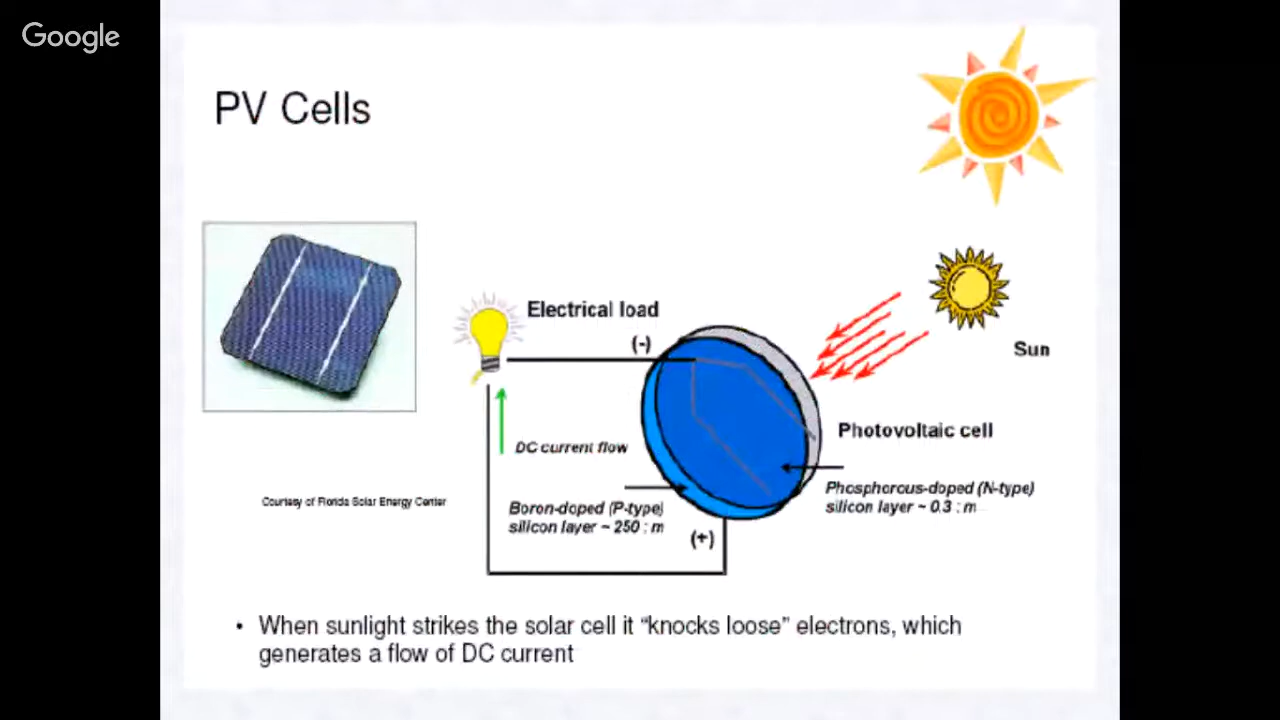 Google
PV Cells
Electrical load
(-)
Sun
Photovoltaic cell
DC current flow
Phosphorous-doped (N-type)
silicon layer ~ 0.3 : m
Courtesy of Florida Solar Energy Center
Boron-doped (P-type)
silicon layer ~ 250 : m
(+)
• When sunlight strikes the solar cell it “knocks loose” electrons, which
generates a flow of DC current